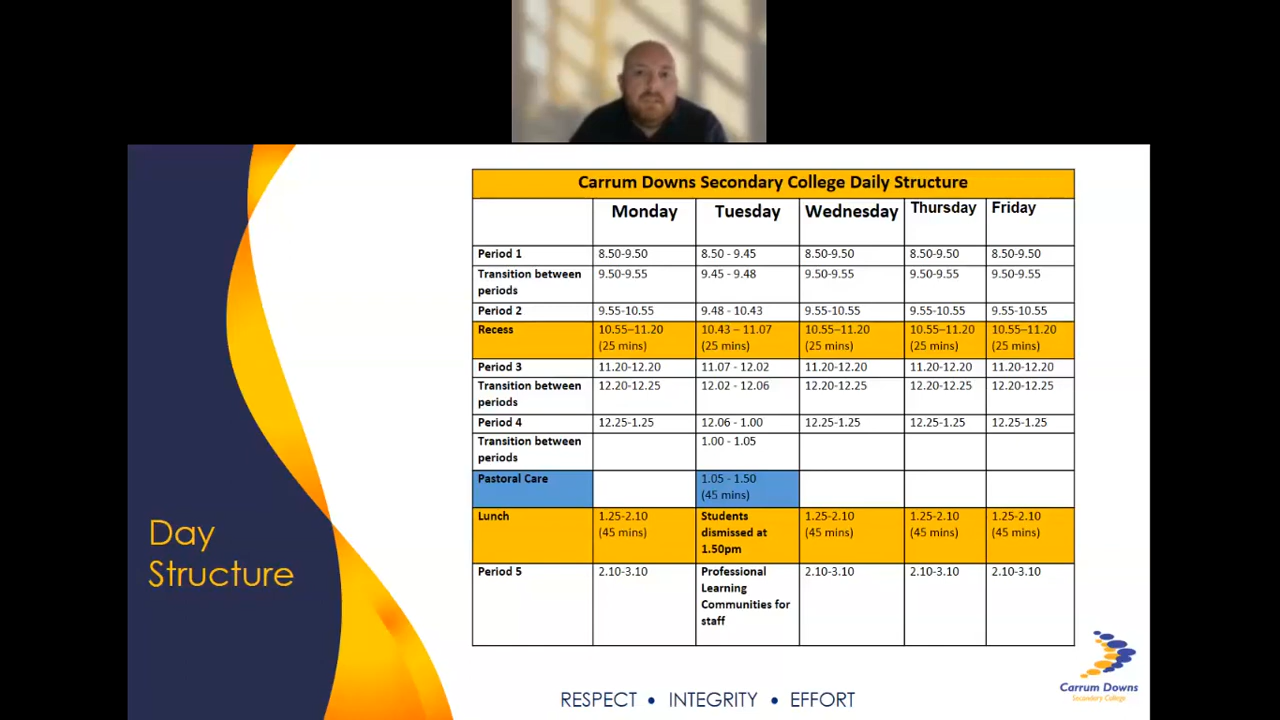 Carrum Downs Secondary College Daily Structure
Monday Tuesday Wednesday Thursday Friday
Period 1 8.50-9.50 8.50 - 9.45 8.50-9.50 8.50-9.50 8.50-9.50
Transition between periods 9.50-9.55 9.45 - 9.48 9.50-9.55 9.50-9.55 9.50-9.55
Period 2 9.55-10.55 9.48 - 10.43 9.55-10.55 9.55-10.55 9.55-10.55
Recess 10.55–11.20 (25 mins) 10.43 – 11.07 (25 mins) 10.55–11.20 (25 mins) 10.55–11.20 (25 mins) 10.55–11.20 (25 mins)
Period 3 11.20-12.20 11.07 - 12.02 11.20-12.20 11.20-12.20 11.20-12.20
Transition between periods 12.20-12.25 12.02 - 12.06 12.20-12.25 12.20-12.25 12.20-12.25
Period 4 12.25-1.25 12.06 - 1.00 12.25-1.25 12.25-1.25 12.25-1.25
Transition between periods 1.00 - 1.05
Pastoral Care 1.05 - 1.50 (45 mins)
Lunch 1.25-2.10 (45 mins) Students dismissed at 1.50pm 1.25-2.10 (45 mins) 1.25-2.10 (45 mins) 1.25-2.10 (45 mins)
Period 5 2.10-3.10 Professional Learning Communities for staff 2.10-3.10 2.10-3.10 2.10-3.10
Day
Structure
RESPECT • INTEGRITY • EFFORT
Carrum Downs
Secondary College